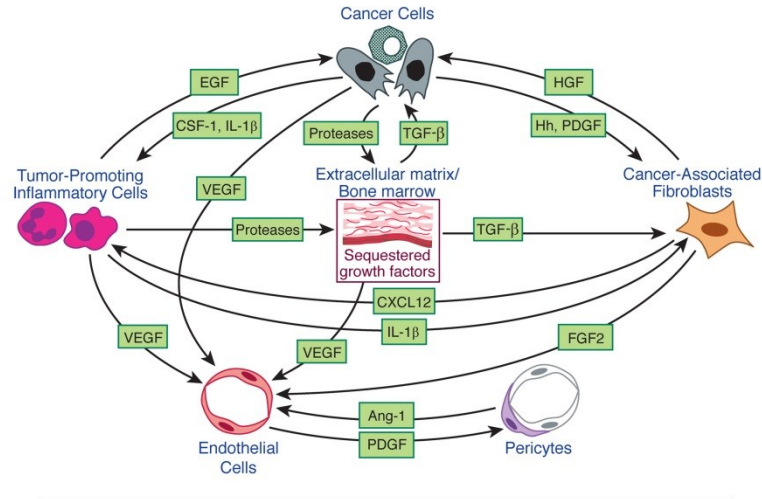 Cancer Cells
EGF
HGF
CSF-1, IL-1β
Proteases
TGF-β
Hh, PDGF
Tumor-Promoting
Inflammatory Cells
VEGF
Extracellular matrix/
Bone marrow
Cancer-Associated
Fibroblasts
Proteases
TGF-β
Sequestered
growth factors
CXCL12
IL-1β
VEGF
VEGF
FGF2
Ang-1
PDGF
Endothelial
Cells
Pericytes